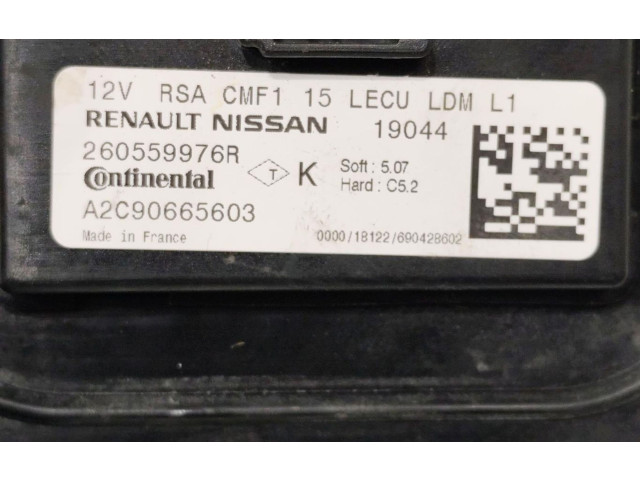 12V RSA CMF1 15 LECU LDM L1
RENAULT NISSAN 19044
260559976R
Continental T K Soft : 5.07
Hard : C5.2
A2C90665603
Made in France 0000/18122/690428602